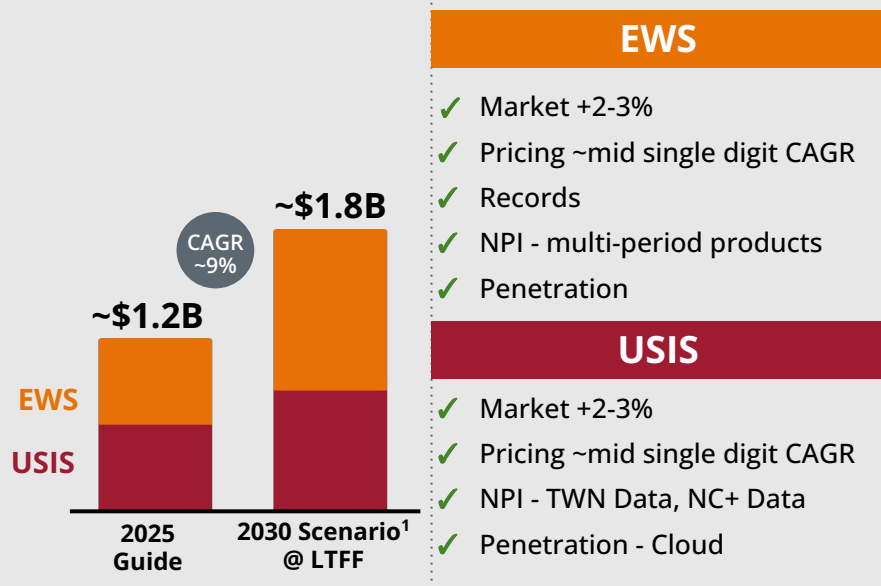 ~$1.8B
CAGR
~9%
~$1.2B
EWS
USIS
2025
Guide
2030 Scenario¹
@ LTFF
EWS
✓ Market +2-3%
✓ Pricing ~mid single digit CAGR
✓ Records
✓ NPI - multi-period products
✓ Penetration
USIS
✓ Market +2-3%
✓ Pricing ~mid single digit CAGR
✓ NPI - TWN Data, NC+ Data
✓ Penetration - Cloud